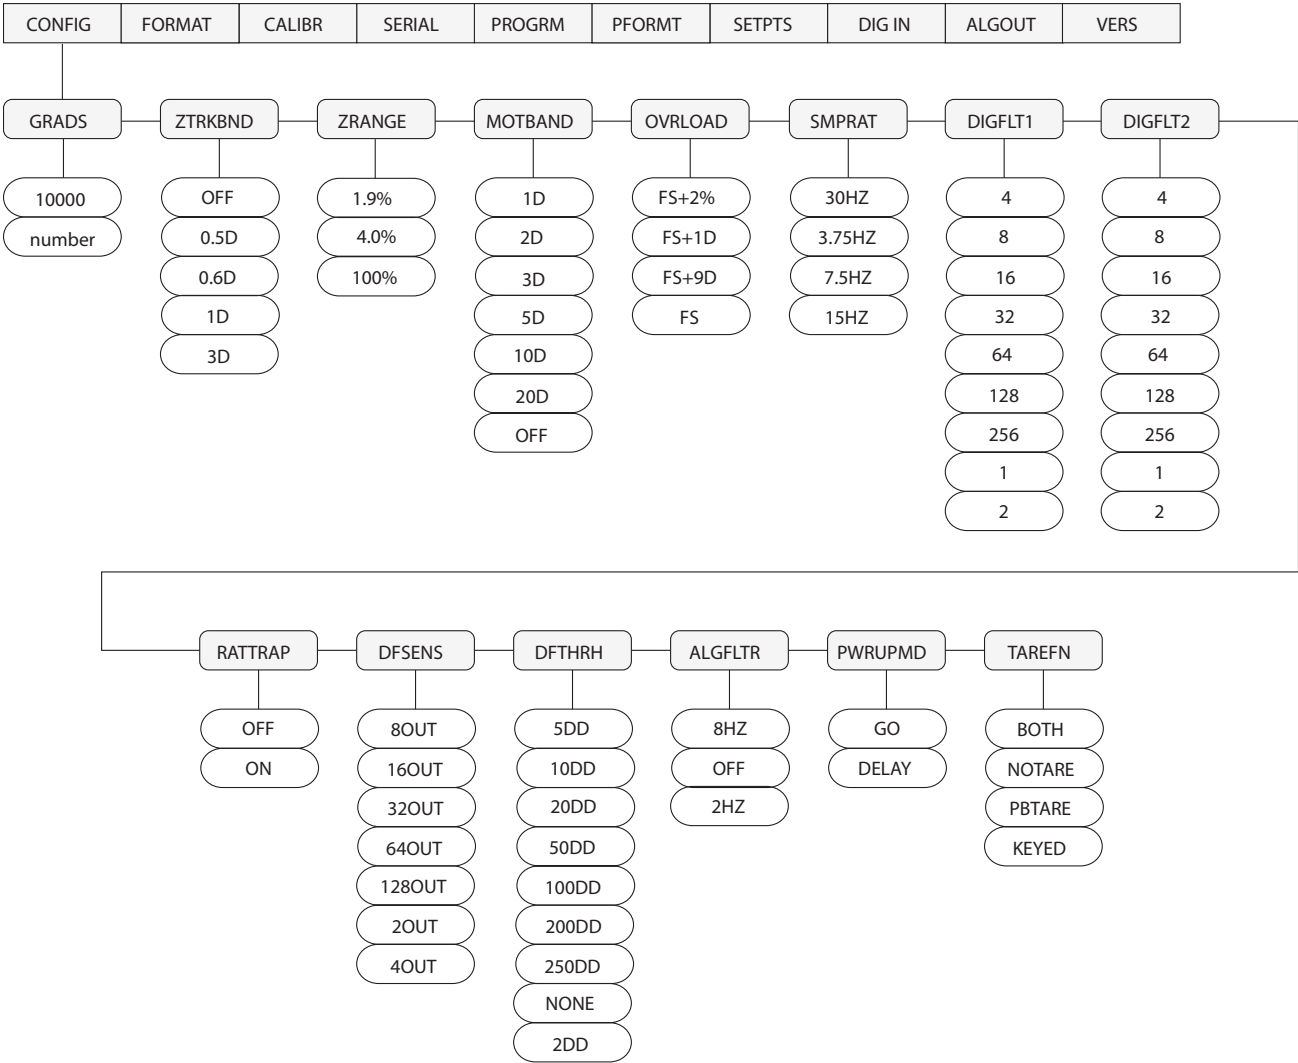 CONFIG FORMAT CALIBR SERIAL PROGRM PFORMT SETPTS DIG IN ALGOUT VERS
GRADS ZTRKBND ZRANGE MOTBAND OVRLOAD SMPRAT DIGFLT1 DIGFLT2
10000 OFF 1.9% 1D FS+2% 30HZ 4 4
number 0.5D 4.0% 2D FS+1D 3.75HZ 8 8
0.6D 100% 3D FS+9D 7.5HZ 16 16
1D 5D FS 15HZ 32 32
3D 10D 64 64
20D 128 128
OFF 256 256
1 1
2 2
RATTRAP DFSENS DFTHRH ALGFLTR PWRUPMD TAREFN
OFF 8OUT 5DD 8HZ GO BOTH
ON 16OUT 10DD OFF DELAY NOTARE
32OUT 20DD 2HZ PBTARE
64OUT 50DD KEYED
128OUT 100DD
2OUT 200DD
4OUT 250DD
NONE
2DD